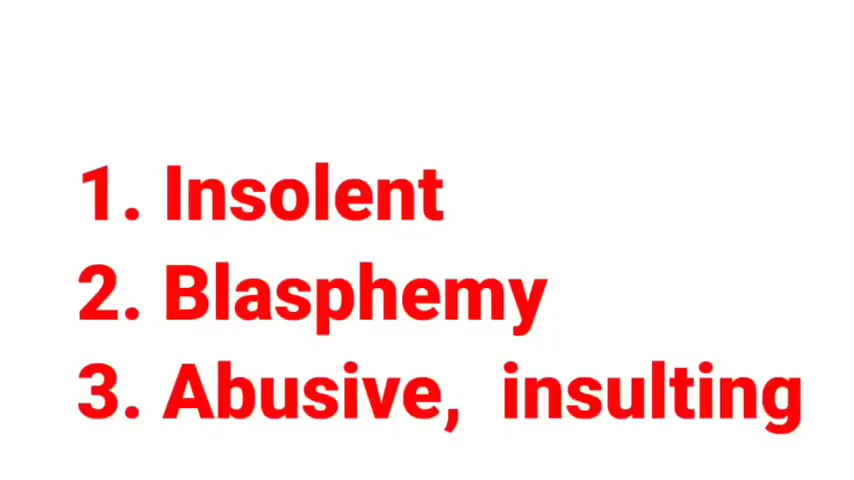 1. Insolent
2. Blasphemy
3. Abusive, insulting